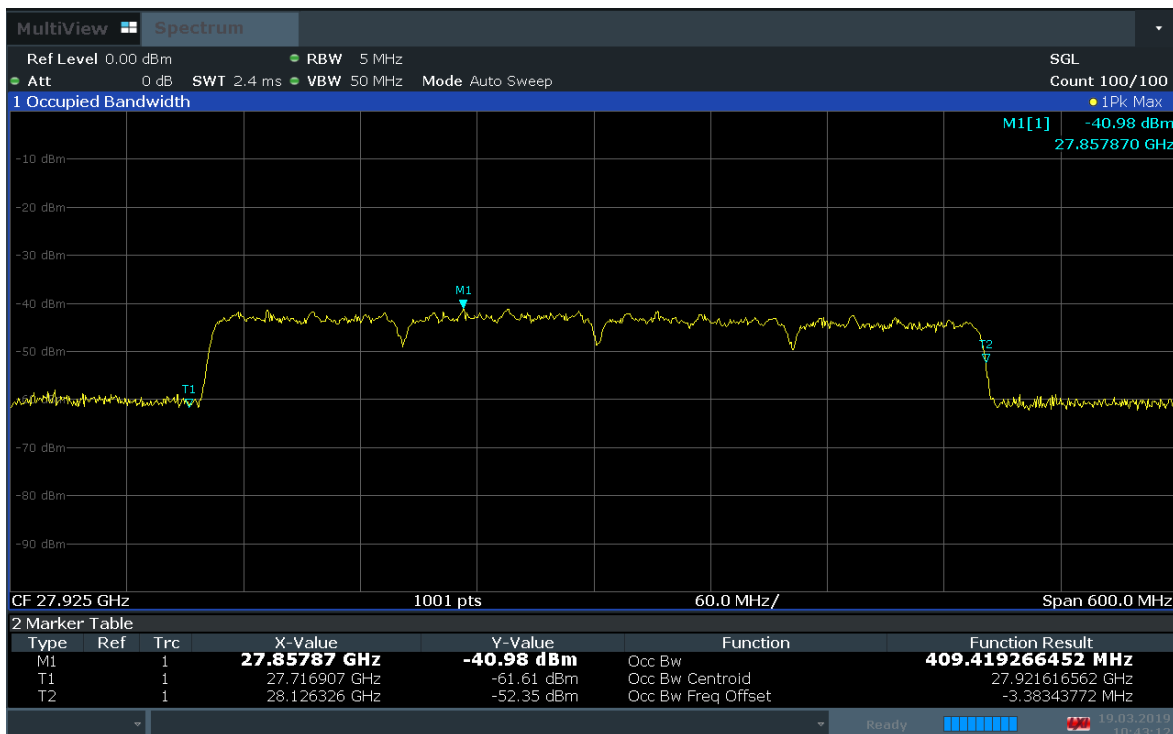 MultiView Spectrum
Ref Level 0.00 dBm RBW 5 MHz SGL
Att 0 dB SWT 2.4 ms VBW 50 MHz Mode Auto Sweep Count 100/100
1 Occupied Bandwidth 1Pk Max
M1[1] -40.98 dBm
27.857870 GHz
-10 dBm
-20 dBm
-30 dBm
M1
-40 dBm
-50 dBm
T2
T1
-70 dBm
-80 dBm
-90 dBm
CF 27.925 GHz 1001 pts 60.0 MHz/ Span 600.0 MHz
2 Marker Table
Type Ref Trc X-Value Y-Value Function Function Result
M1 1 27.85787 GHz -40.98 dBm Occ Bw 409.419266452 MHz
T1 1 27.716907 GHz -61.61 dBm Occ Bw Centroid 27.921616562 GHz
T2 1 28.126326 GHz -52.35 dBm Occ Bw Freq Offset -3.38343772 MHz
Ready 19.03.2019